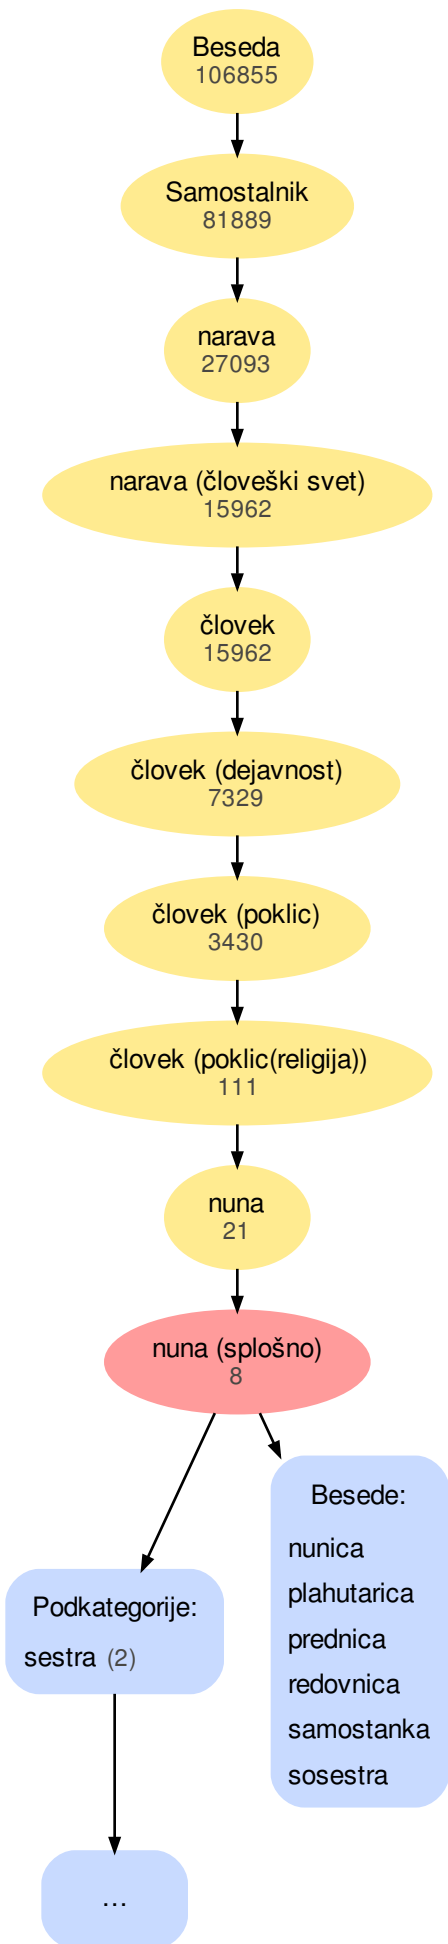 Beseda
106855
Samostalnik
81889
narava
27093
narava (človeški svet)
15962
človek
15962
človek (dejavnost)
7329
človek (poklic)
3430
človek (poklic(religija))
111
nuna
21
nuna (splošno)
8
Besede:
nunica
plahutarica
prednica
redovnica
samostanka
sosestra
Podkategorije:
sestra (2)
...